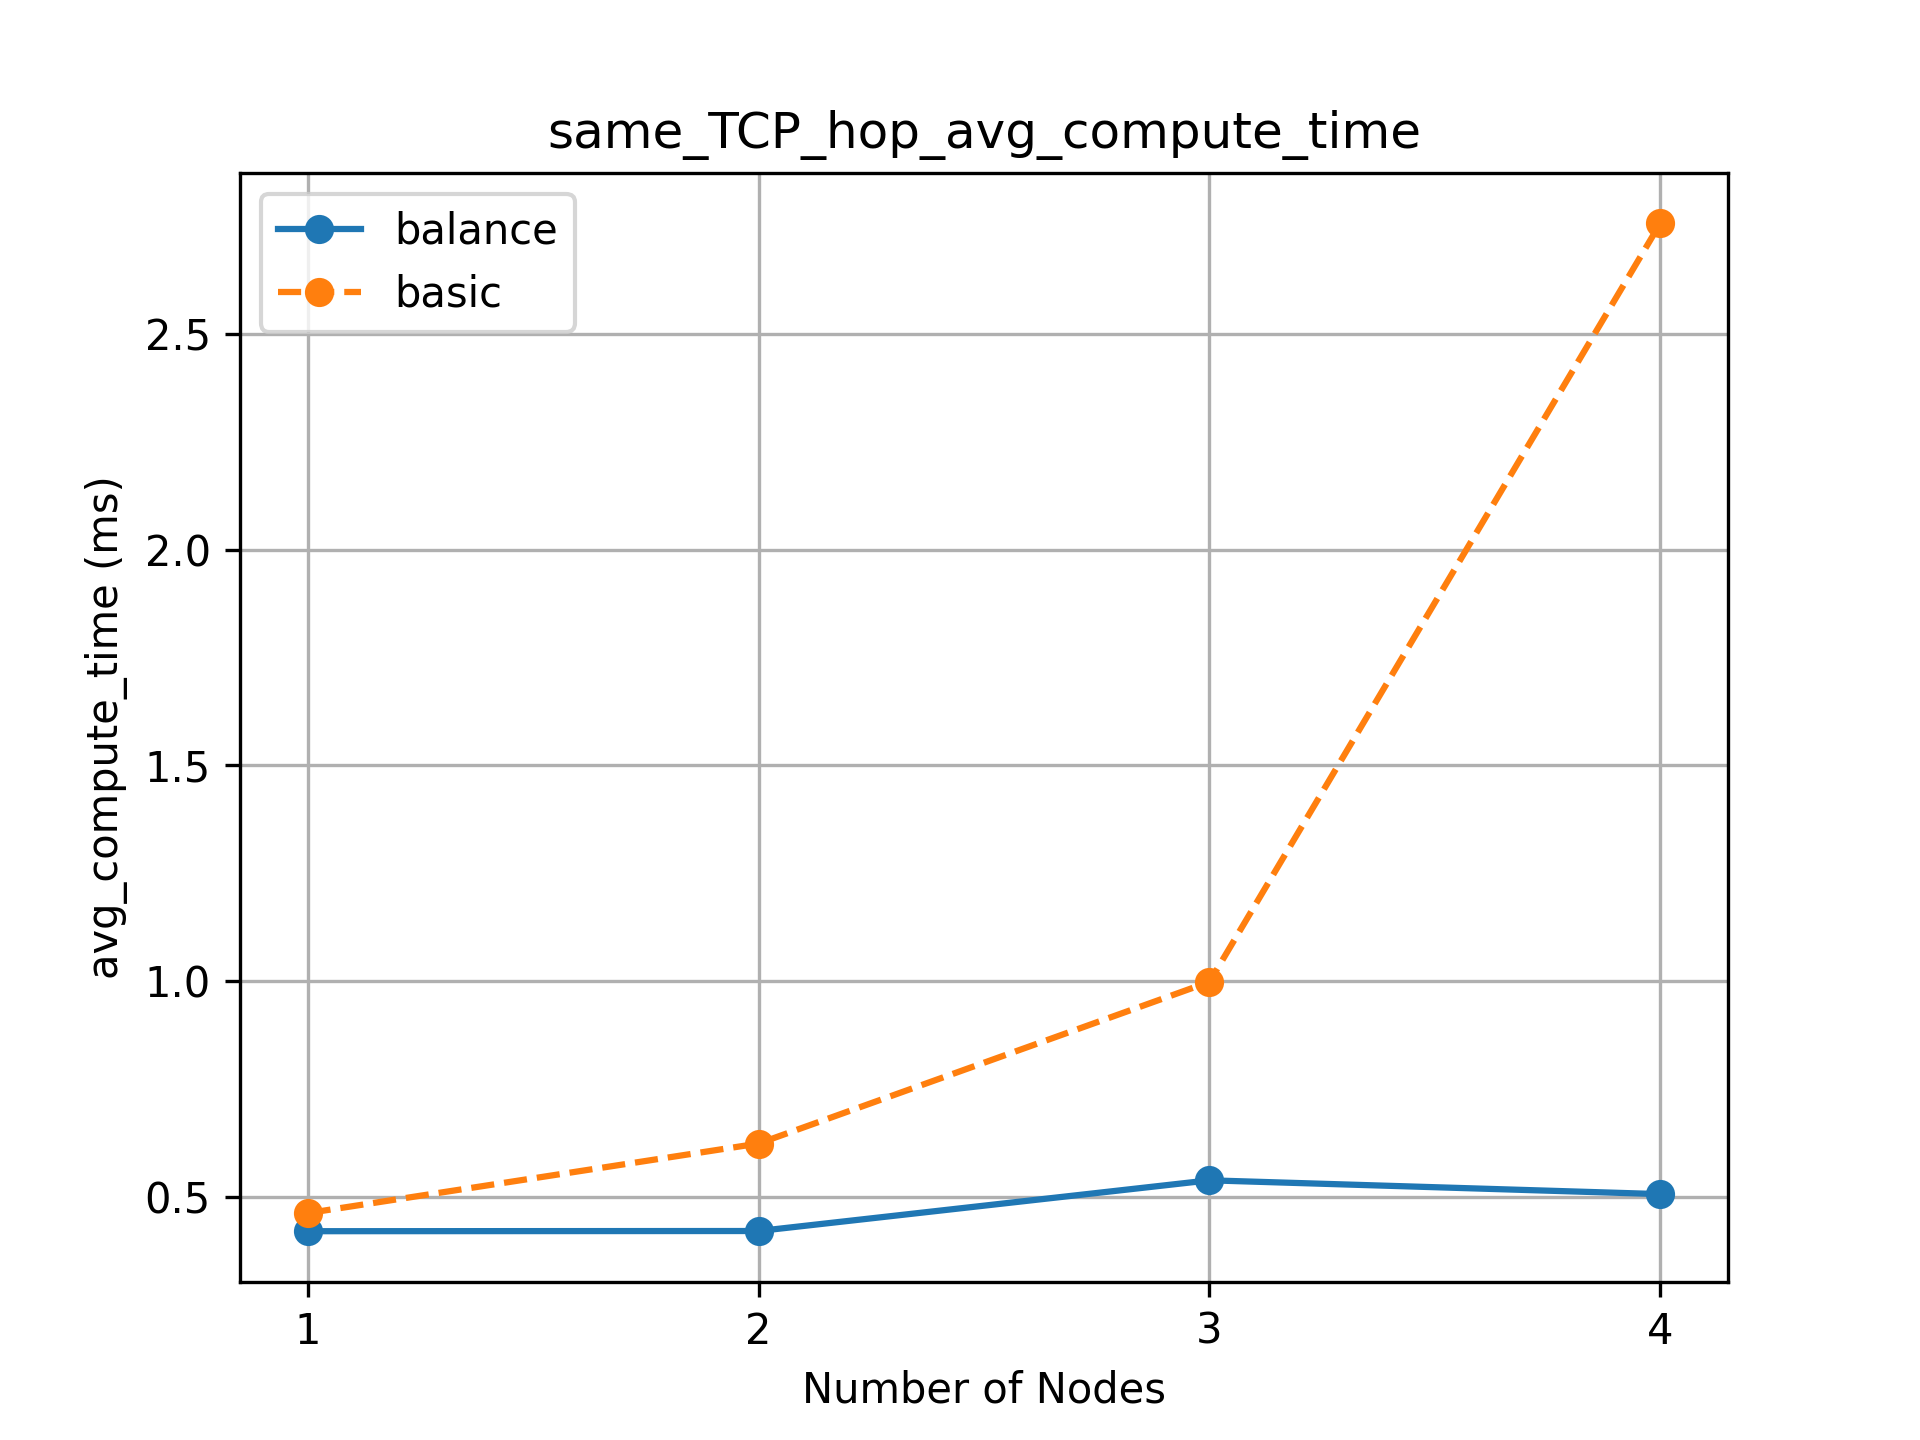 same_TCP_hop_avg_compute_time
balance
basic
avg_compute_time (ms)
2.5
2.0
1.5
1.0
0.5
1 2 3 4
Number of Nodes